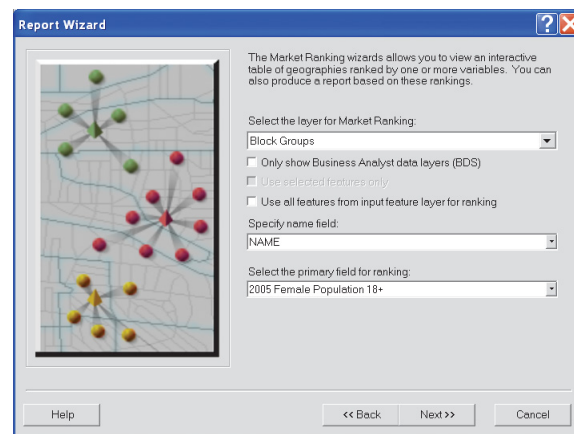 Report Wizard
The Market Ranking wizards allows you to view an interactive
table of geographies ranked by one or more variables. You can
also produce a report based on these rankings.
Select the layer for Market Ranking:
Block Groups
Only show Business Analyst data layers (BDS)
Use selected features only
Use all features from input feature layer for ranking
Specify name field:
NAME
Select the primary field for ranking:
2005 Female Population 18+
Help
<< Back
Next >>
Cancel